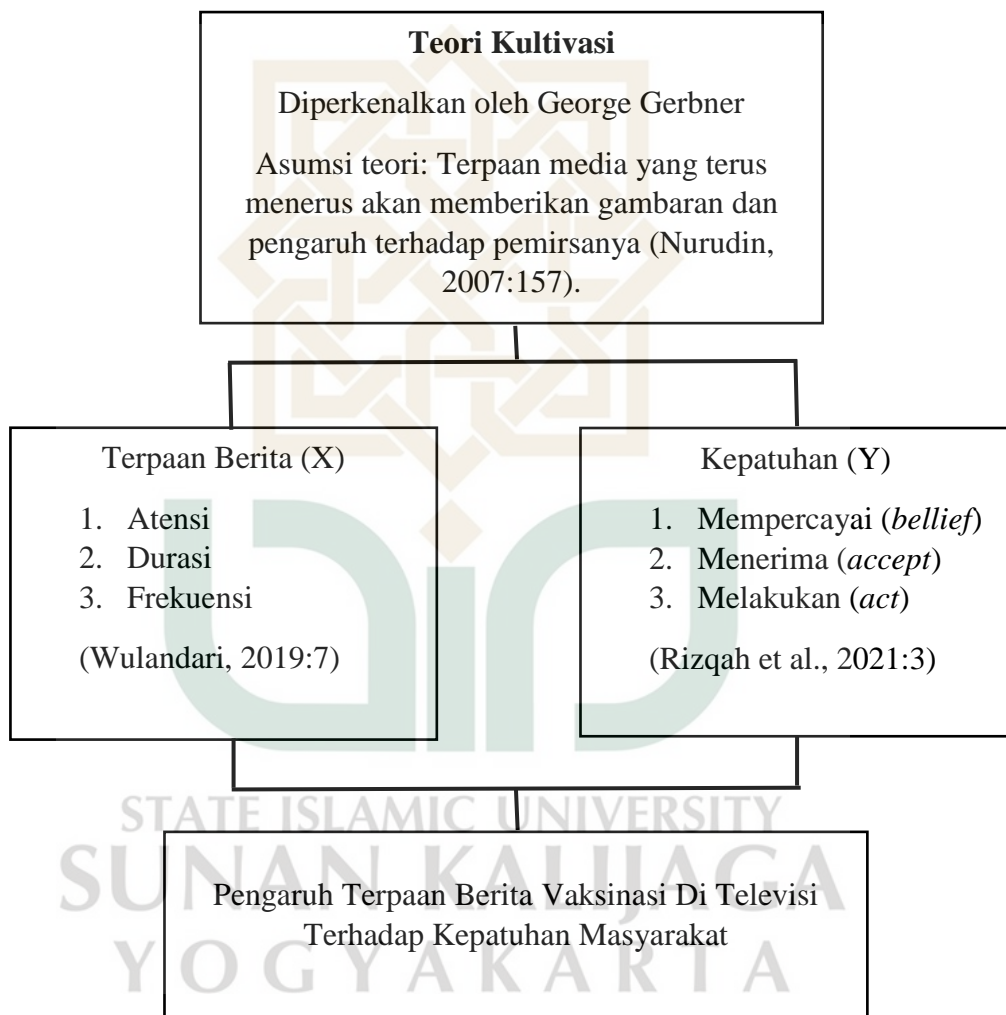 Teori Kultivasi
Diperkenalkan oleh George Gerbner
Asumsi teori: Terpaan media yang terus
menerus akan memberikan gambaran dan
pengaruh terhadap pemirsanya (Nurudin,
2007:157).
Terpaan Berita (X)
1. Atensi
2. Durasi
3. Frekuensi
(Wulandari, 2019:7)
Kepatuhan (Y)
1. Mempercayai (bellief)
2. Menerima (accept)
3. Melakukan (act)
(Rizqah et al., 2021:3)
STATE ISLAMIC UNIVERSITY
SUNAN KALIJAGA
YOGYAKARTA
Pengaruh Terpaan Berita Vaksinasi Di Televisi
Terhadap Kepatuhan Masyarakat